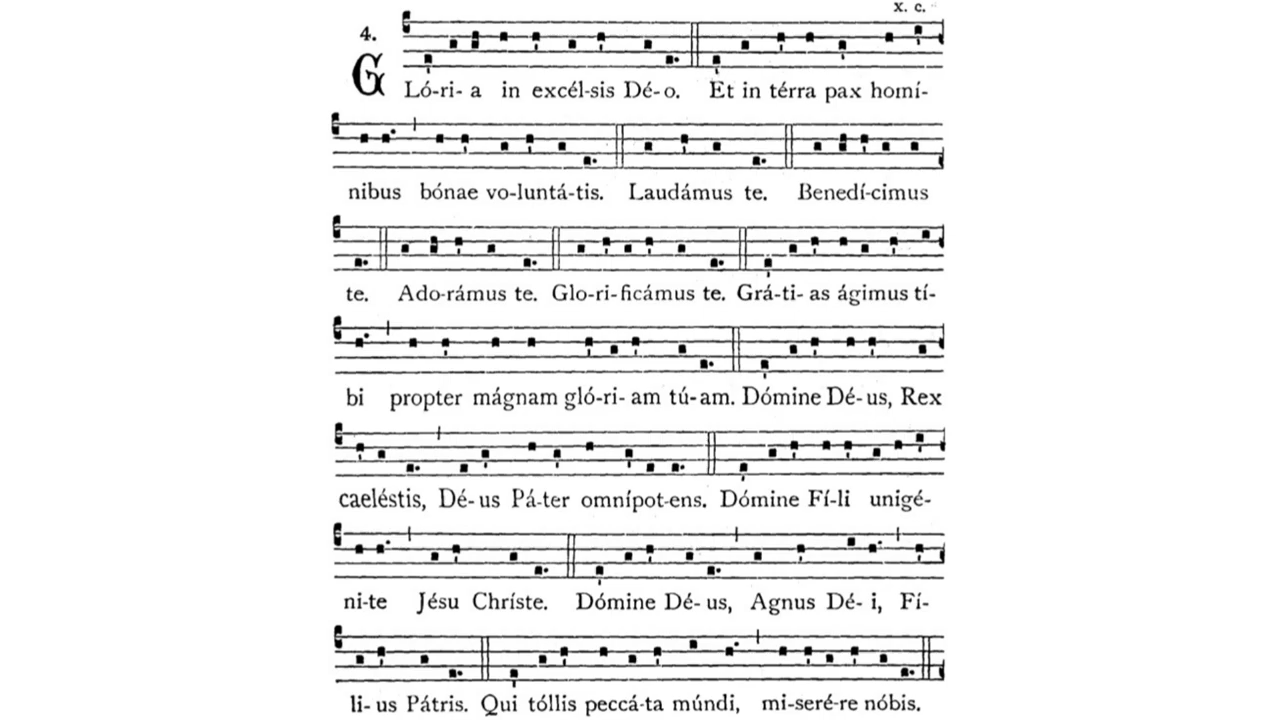 X. C.
4.
GLó-ri- a in excél-sis Dé-o. Et in térra pax homí-
nibus bónae vo-luntá-tis. Laudámus te. Benedí-cimus
te. Ado-rámus te. Glo-ri-ficámus te. Grá-ti- as ágimus tí-
bi propter mágnam gló-ri- am tú-am. Dómine Dé- us, Rex
caeléstis, Dé- us Pá-ter omnípot-ens. Dómine Fí-li unigé-
ni-te Jésu Chríste. Dómine Dé- us, Agnus Dé- i, Fí-
li- us Pátris. Qui tóllis peccá-ta múndi, mi-seré-re nóbis.